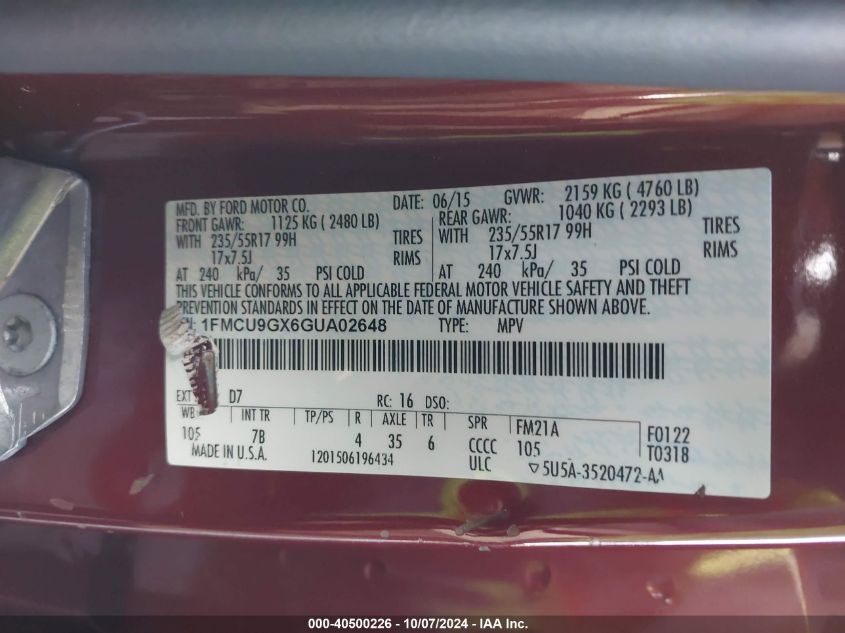 MFD. BY FORD MOTOR CO. DATE: 06/15 GVWR: 2159 KG ( 4760 LB)
FRONT GAWR: 1125 KG ( 2480 LB) REAR GAWR: 1040 KG ( 2293 LB)
WITH 235/55R17 99H TIRES WITH 235/55R17 99H TIRES
17x7.5J RIMS 17x7.5J RIMS
AT 240 kPa/ 35 PSI COLD AT 240 kPa/ 35 PSI COLD
THIS VEHICLE CONFORMS TO ALL APPLICABLE FEDERAL MOTOR VEHICLE SAFETY AND THEFT
PREVENTION STANDARDS IN EFFECT ON THE DATE OF MANUFACTURE SHOWN ABOVE.
1FMCU9GX6GUA02648 TYPE: MPV
EXT D7 RC: 16 DSO:
WB INT TR TP/PS R AXLE TR SPR FM21A F0122
105 7B 4 35 6 CCCC 105 T0318
MADE IN U.S.A. 1201506196434 ULC ▽5U5A-3520472-AA
000-40500226 - 10/07/2024 - IAA Inc.